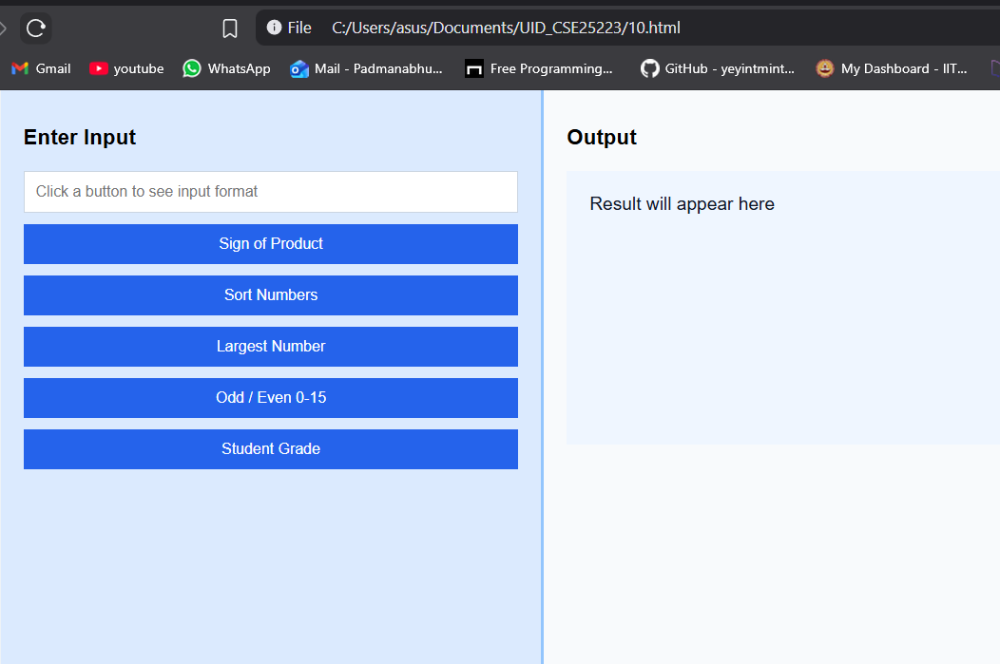 File C:/Users/asus/Documents/UID_CSE25223/10.html
Gmail youtube WhatsApp Mail - Padmanabhu... Free Programming... GitHub - yeyintmint... My Dashboard - IIT...
Enter Input
Click a button to see input format
Sign of Product
Sort Numbers
Largest Number
Odd / Even 0-15
Student Grade
Output
Result will appear here